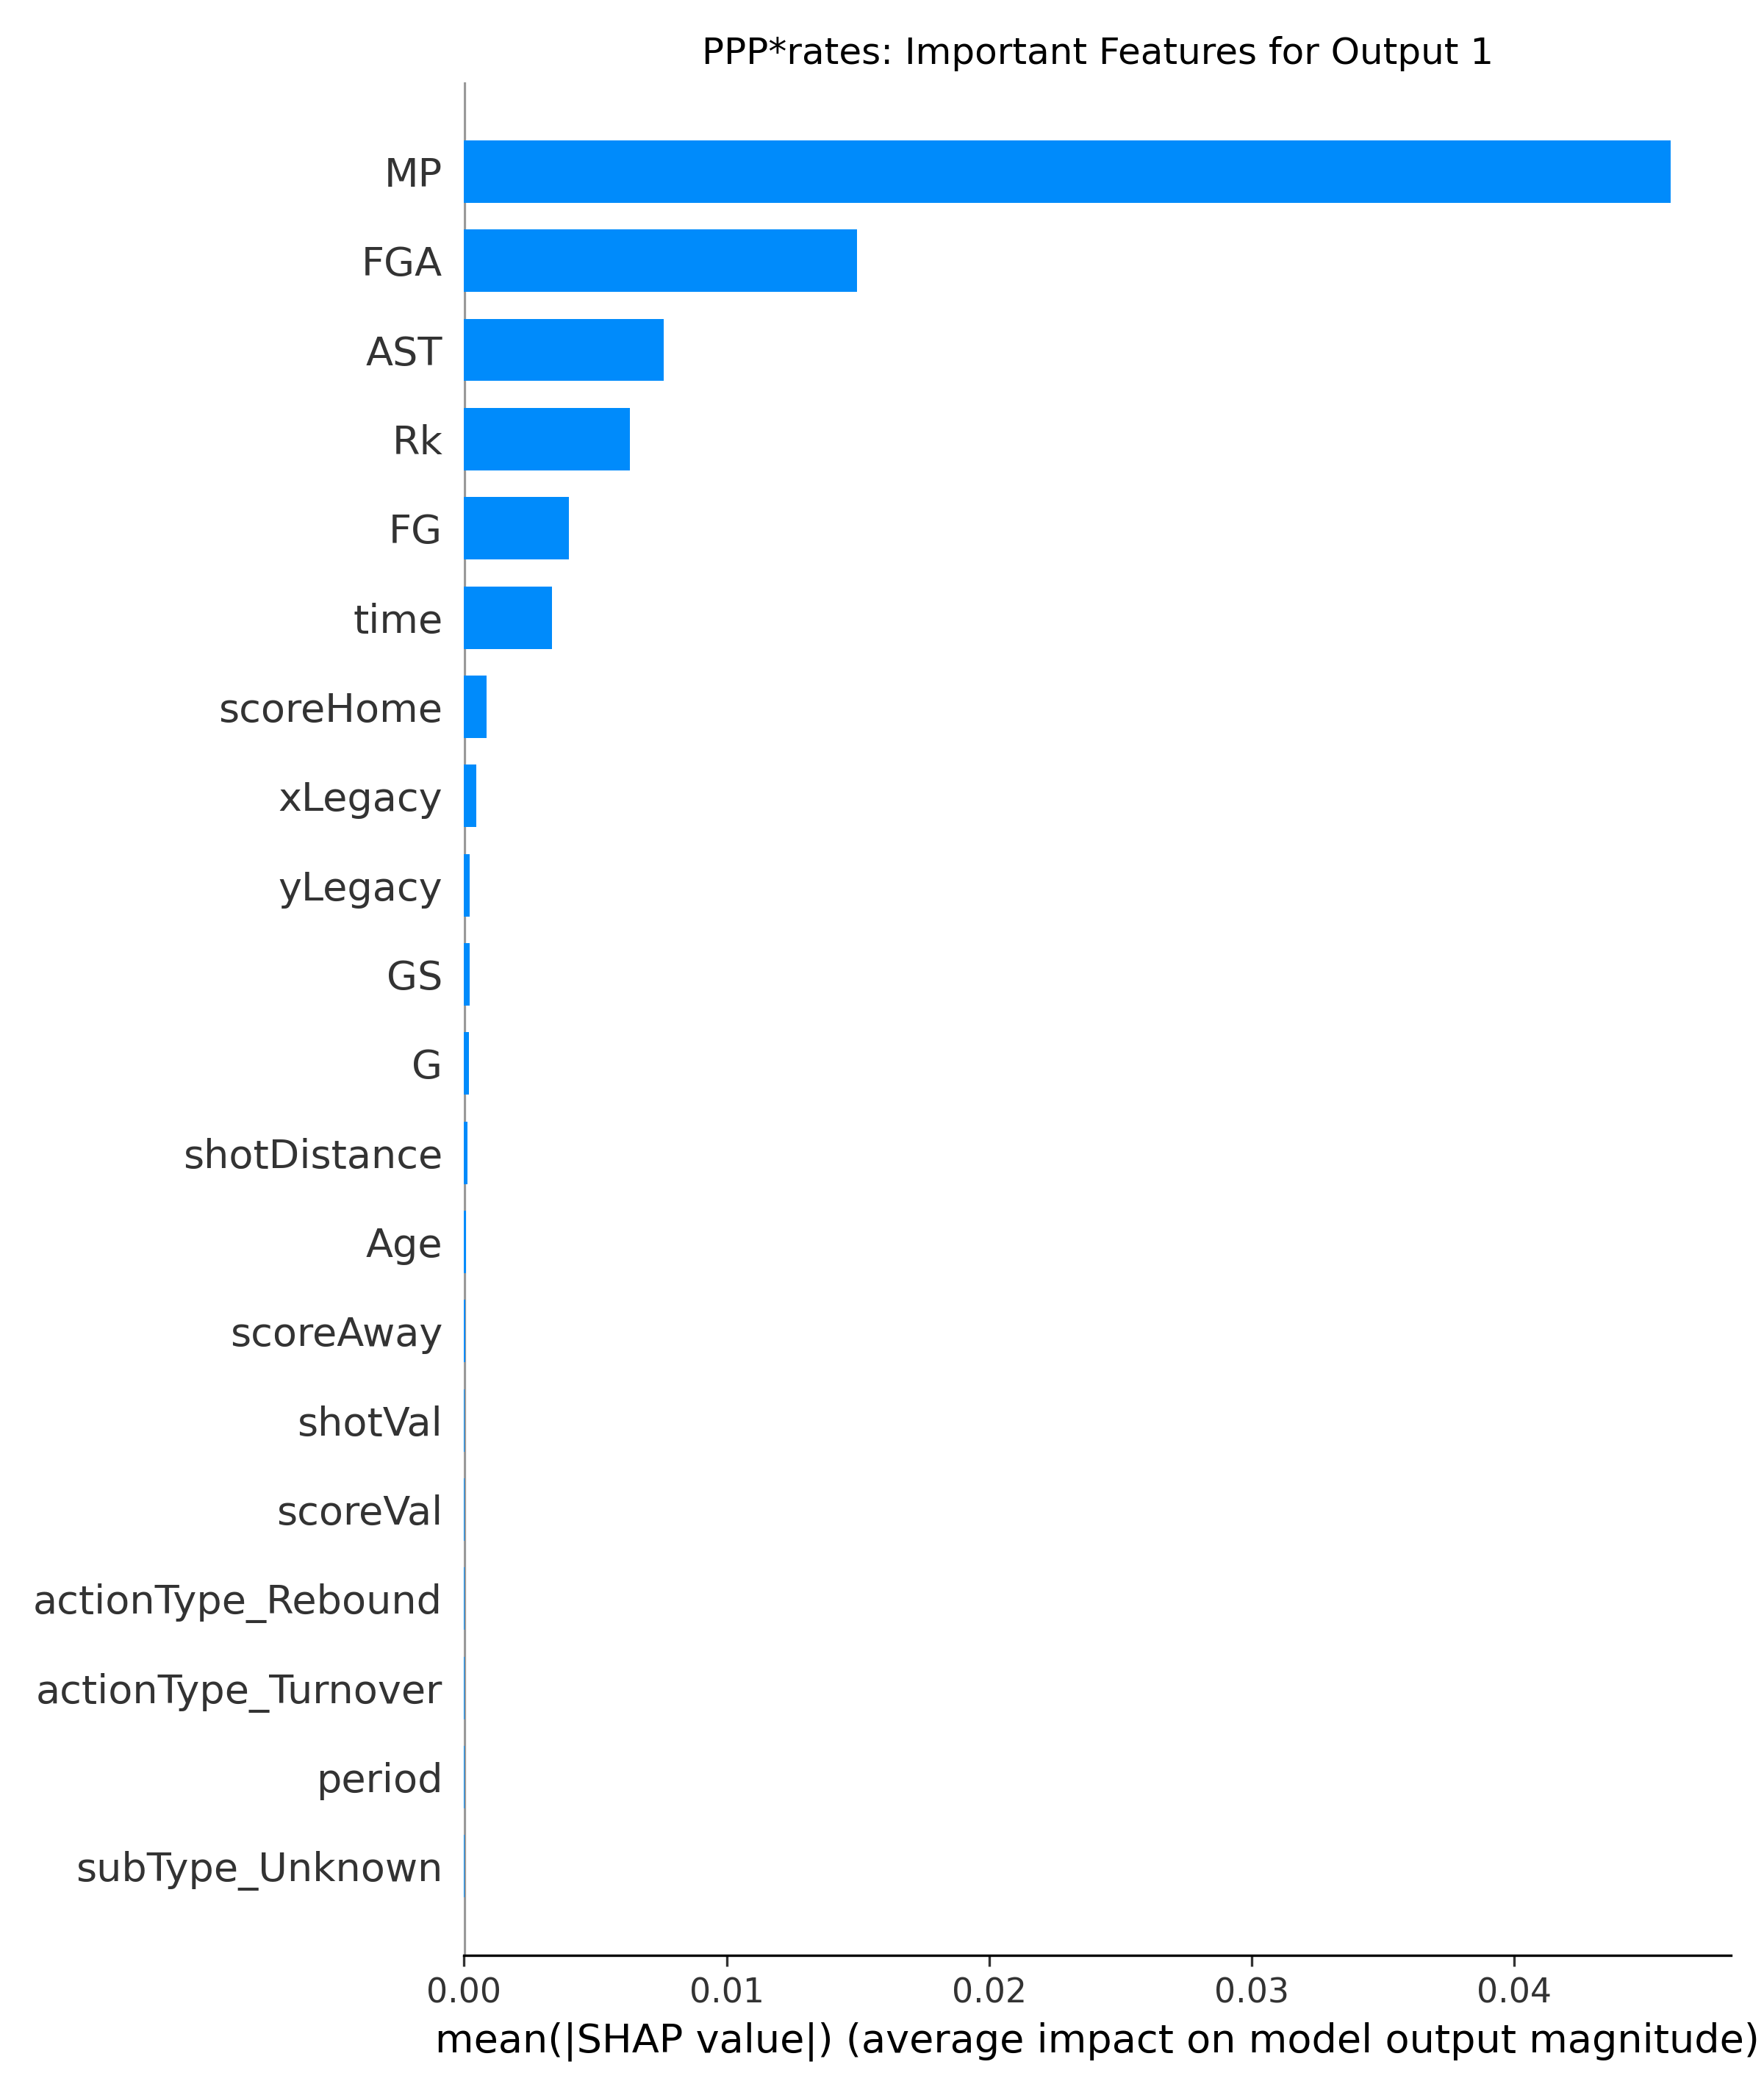 PPP*rates: Important Features for Output 1
MP
FGA
AST
Rk
FG
time
scoreHome
xLegacy
yLegacy
GS
G
shotDistance
Age
scoreAway
shotVal
scoreVal
actionType_Rebound
actionType_Turnover
period
subType_Unknown
0.00 0.01 0.02 0.03 0.04
mean(|SHAP value|) (average impact on model output magnitude)